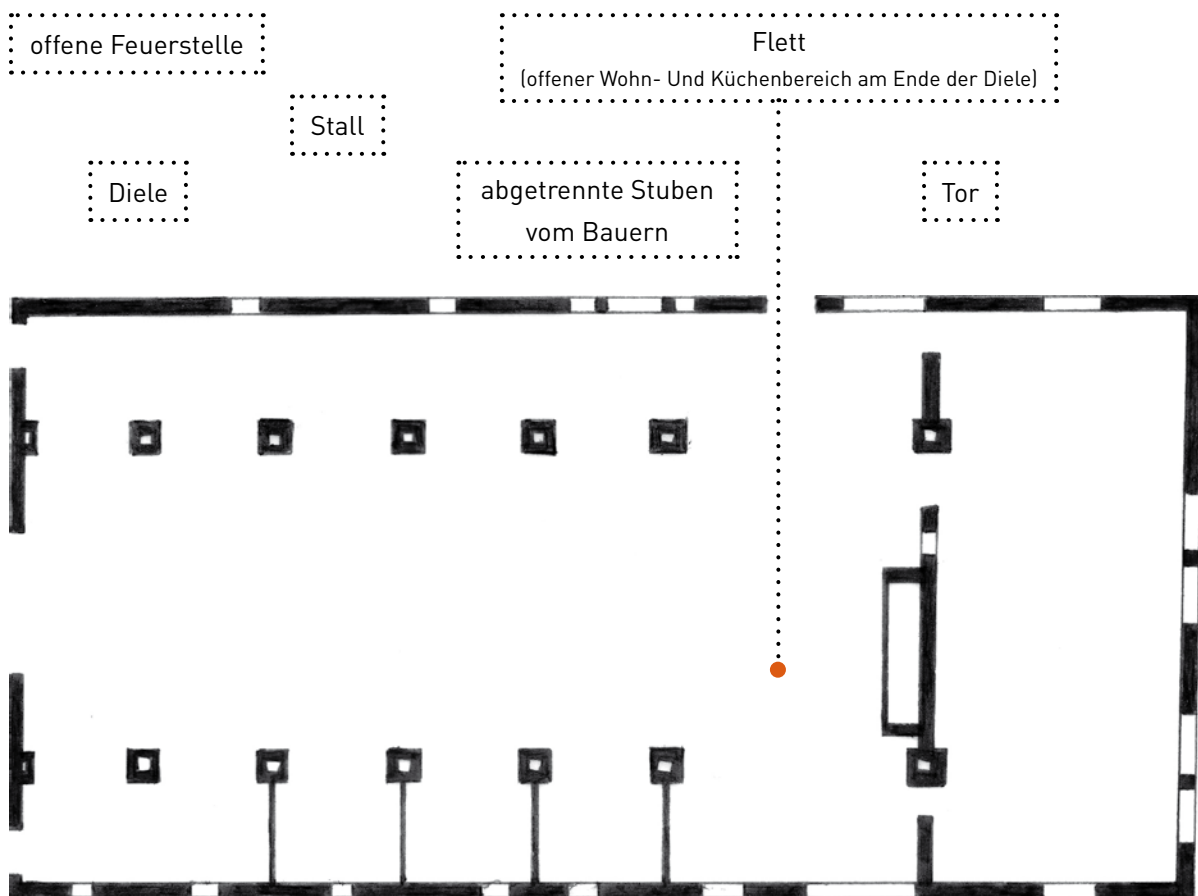 offene Feuerstelle
Flett
(offener Wohn- Und Küchenbereich am Ende der Diele)
Stall
Diele
abgetrennte Stuben
vom Bauern
Tor